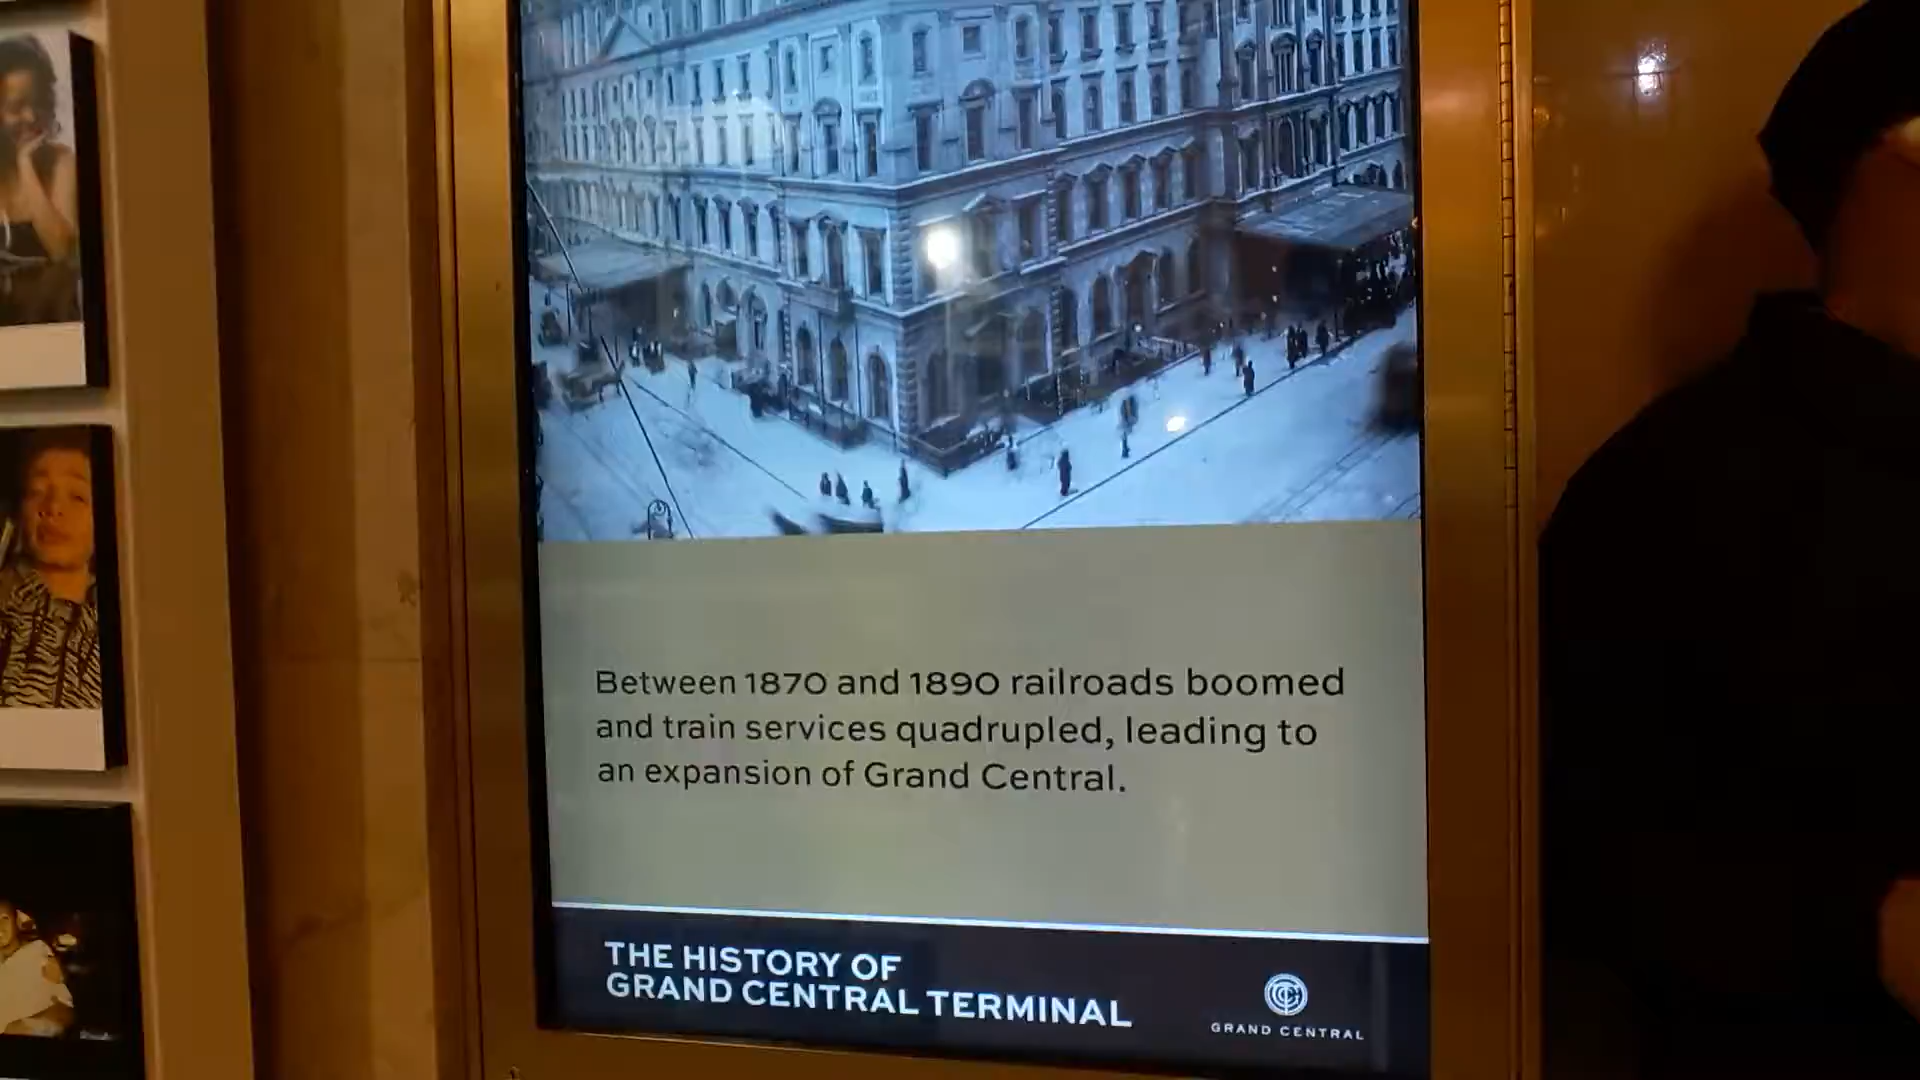 Between 1870 and 1890 railroads boomed
and train services quadrupled, leading to
an expansion of Grand Central.
THE HISTORY OF
GRAND CENTRAL TERMINAL
GRAND CENTRAL